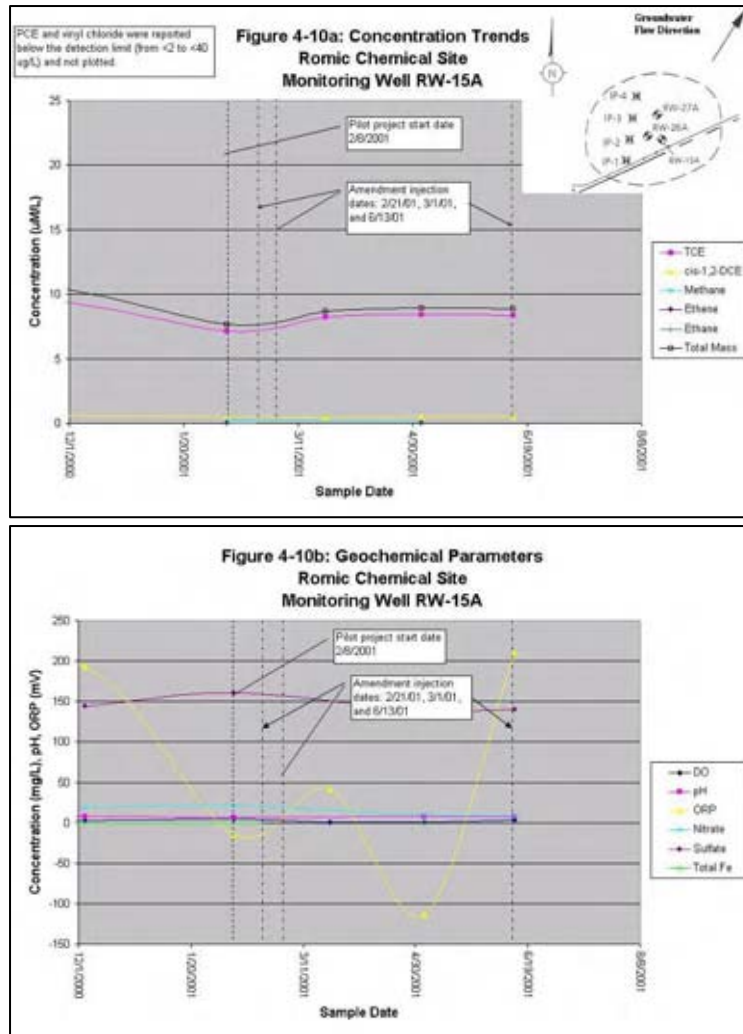 PCE and vinyl chloride were reported
below the detection limit (from <2 to <40
ug/L) and not plotted.
Figure 4-10a: Concentration Trends
Romic Chemical Site
Monitoring Well RW-15A
Groundwater
Flow Direction
N
IP-4
IP-3
IP-2
IP-1
RW-27A
RW-26A
RW-15A
Concentration (uM/L)
25
20
15
10
5
0
Pilot project start date
2/8/2001
Amendment injection
dates: 2/21/01, 3/1/01,
and 6/13/01
TCE
cis-1,2-DCE
Methane
Ethene
Ethane
Total Mass
12/1/2000
1/20/2001
3/11/2001
4/30/2001
6/19/2001
8/8/2001
Sample Date
Figure 4-10b: Geochemical Parameters
Romic Chemical Site
Monitoring Well RW-15A
Concentration (mg/L), pH, ORP (mV)
250
200
150
100
50
0
-50
-100
-150
Pilot project start date
2/8/2001
Amendment injection
dates: 2/21/01, 3/1/01,
and 6/13/01
DO
pH
ORP
Nitrate
Sulfate
Total Fe
12/1/2000
1/20/2001
3/11/2001
4/30/2001
6/19/2001
8/8/2001
Sample Date